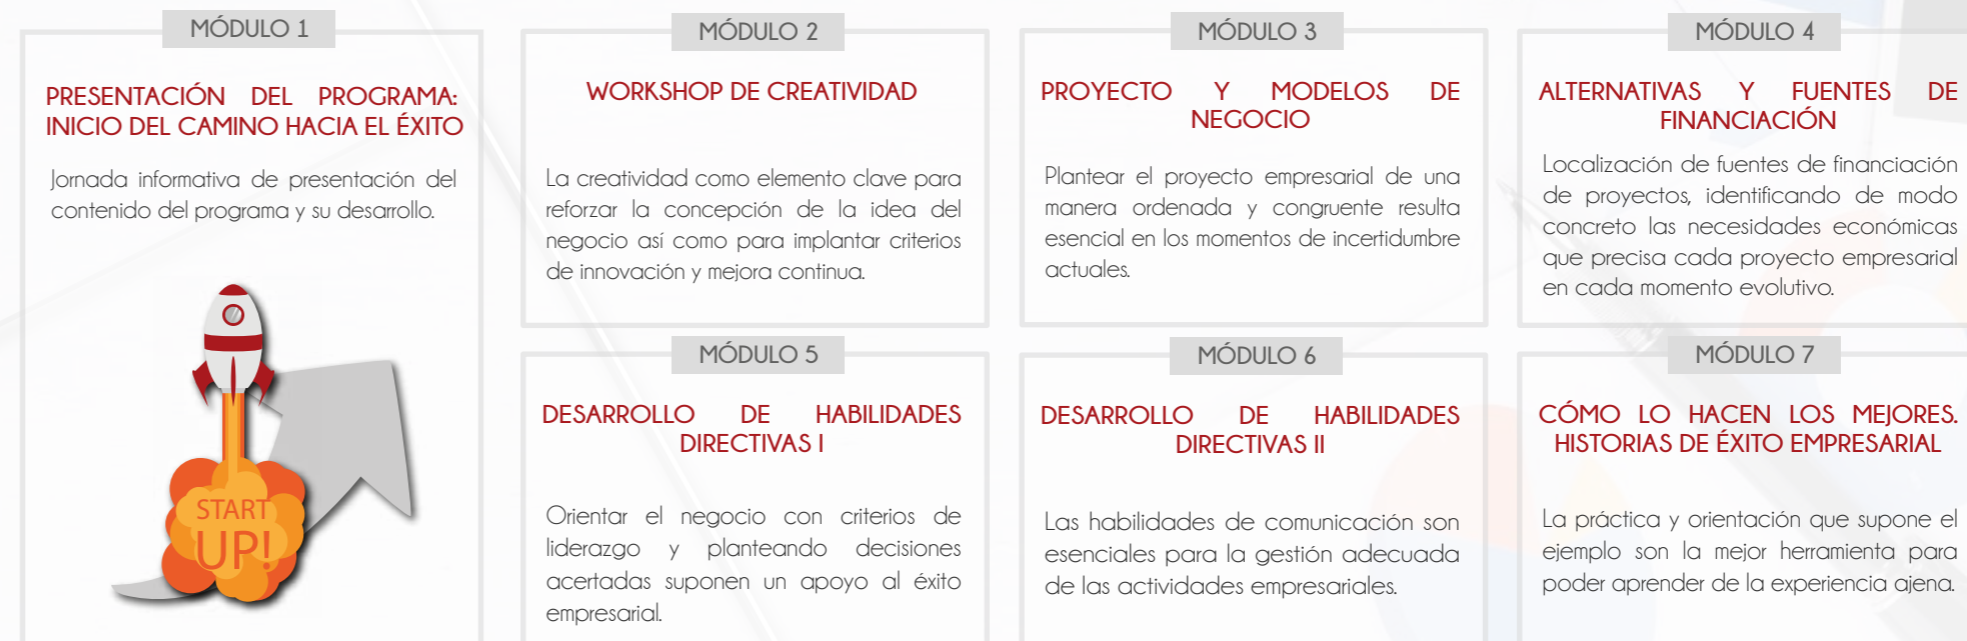 MÓDULO 1
PRESENTACIÓN DEL PROGRAMA:
INICIO DEL CAMINO HACIA EL ÉXITO
Jornada informativa de presentación del
contenido del programa y su desarrollo.
START
UP!
MÓDULO 2
WORKSHOP DE CREATIVIDAD
La creatividad como elemento clave para
reforzar la concepción de la idea del
negocio así como para implantar criterios
de innovación y mejora continua.
MÓDULO 3
PROYECTO Y MODELOS DE
NEGOCIO
Plantear el proyecto empresarial de una
manera ordenada y congruente resulta
esencial en los momentos de incertidumbre
actuales.
MÓDULO 4
ALTERNATIVAS Y FUENTES DE
FINANCIACIÓN
Localización de fuentes de financiación
de proyectos, identificando de modo
concreto las necesidades económicas
que precisa cada proyecto empresarial
en cada momento evolutivo.
MÓDULO 5
DESARROLLO DE HABILIDADES
DIRECTIVAS I
Orientar el negocio con criterios de
liderazgo y planteando decisiones
acertadas suponen un apoyo al éxito
empresarial.
MÓDULO 6
DESARROLLO DE HABILIDADES
DIRECTIVAS II
Las habilidades de comunicación son
esenciales para la gestión adecuada
de las actividades empresariales.
MÓDULO 7
CÓMO LO HACEN LOS MEJORES.
HISTORIAS DE ÉXITO EMPRESARIAL
La práctica y orientación que supone el
ejemplo son la mejor herramienta para
poder aprender de la experiencia ajena.